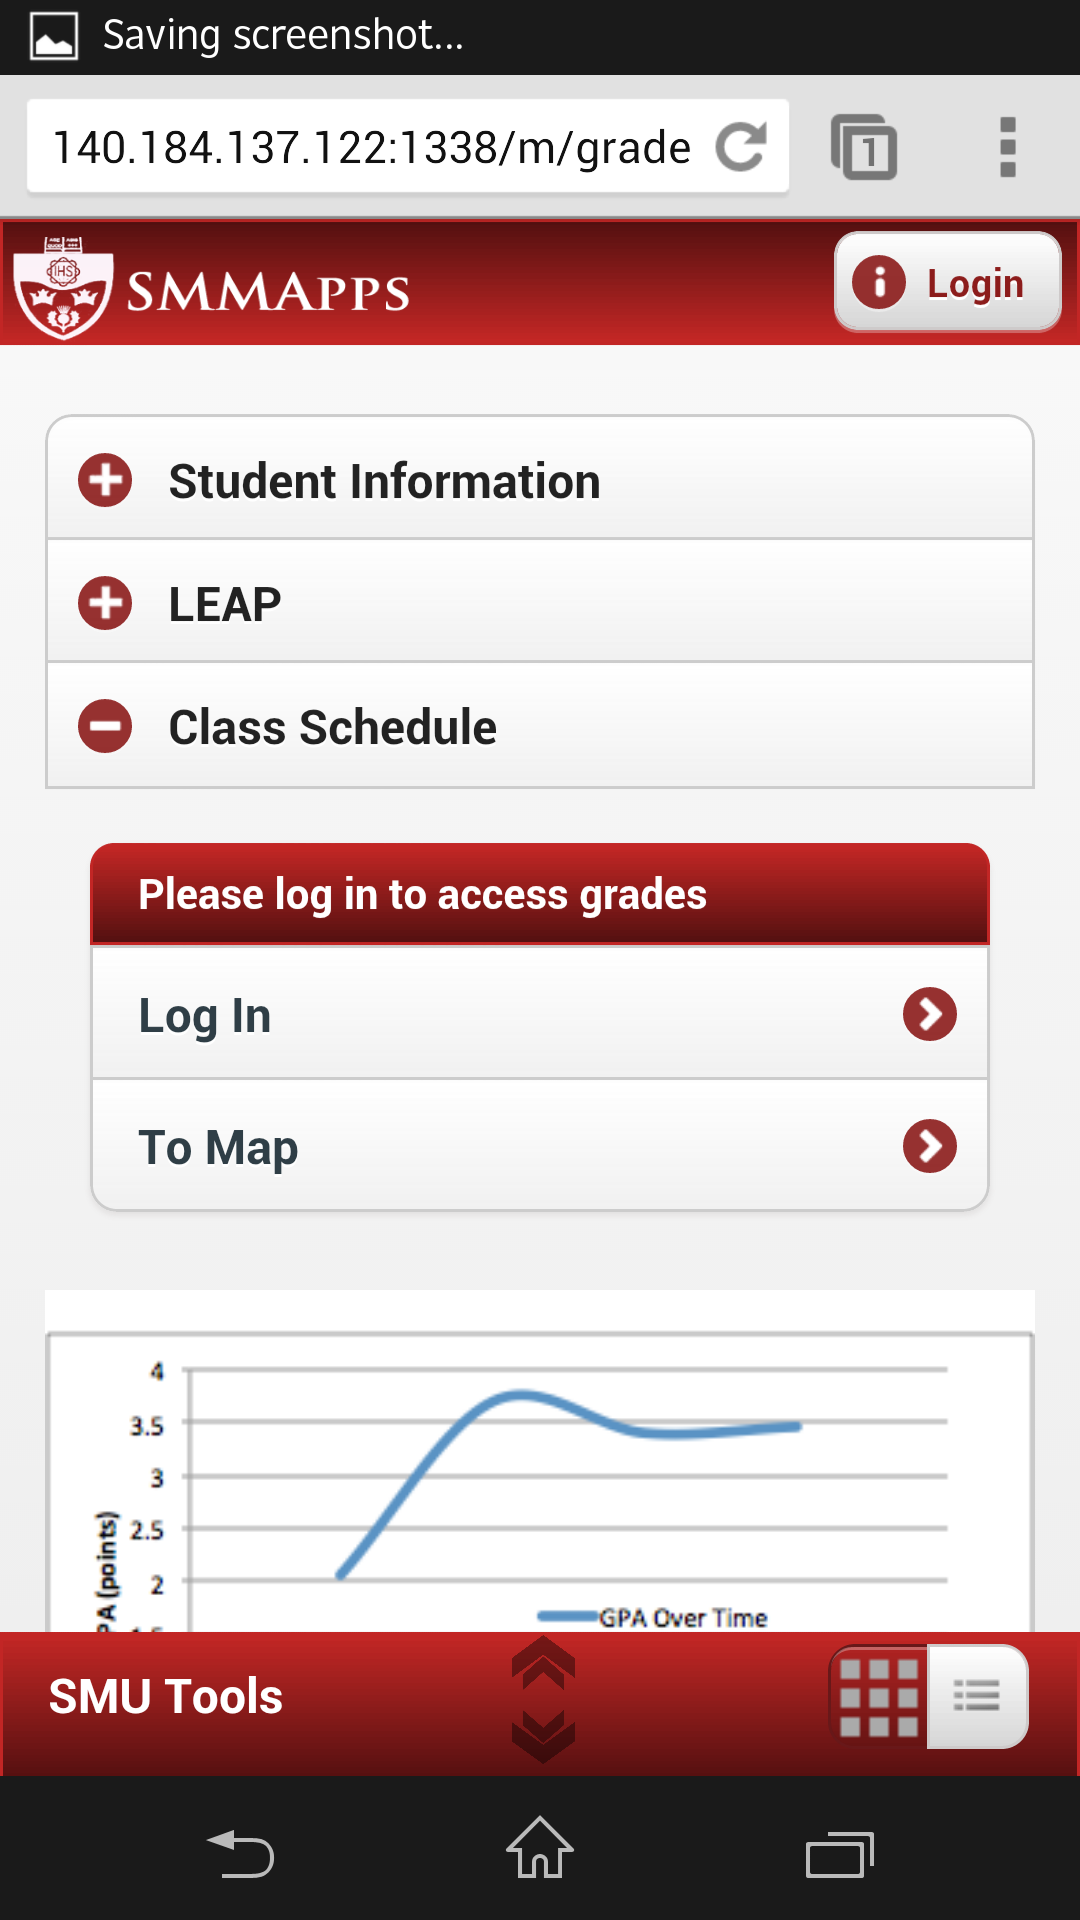 Saving screenshot...
140.184.137.122:1338/m/grade
1
IHS
SMMAPPS
Login
Student Information
LEAP
Class Schedule
Please log in to access grades
Log In
To Map
4
3.5
3
2.5
2
PA (points)
GPA Over Time
SMU Tools